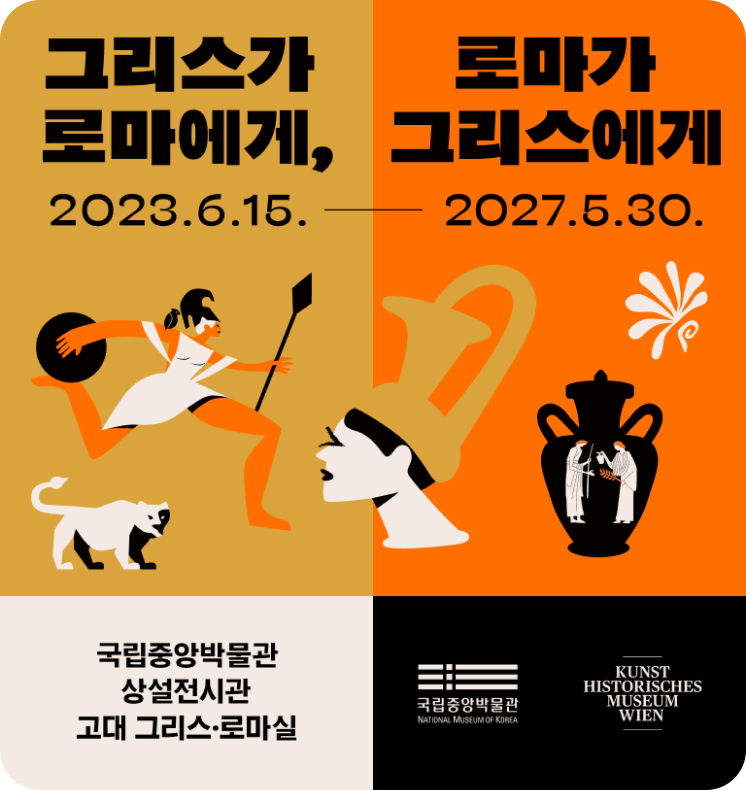 그리스가
로마에게,
로마가
그리스에게
2023.6.15. — 2027.5.30.
국립중앙박물관
상설전시관
고대 그리스·로마실
국립중앙박물관
NATIONAL MUSEUM OF KOREA
KUNST
HISTORISCHES
MUSEUM
WIEN